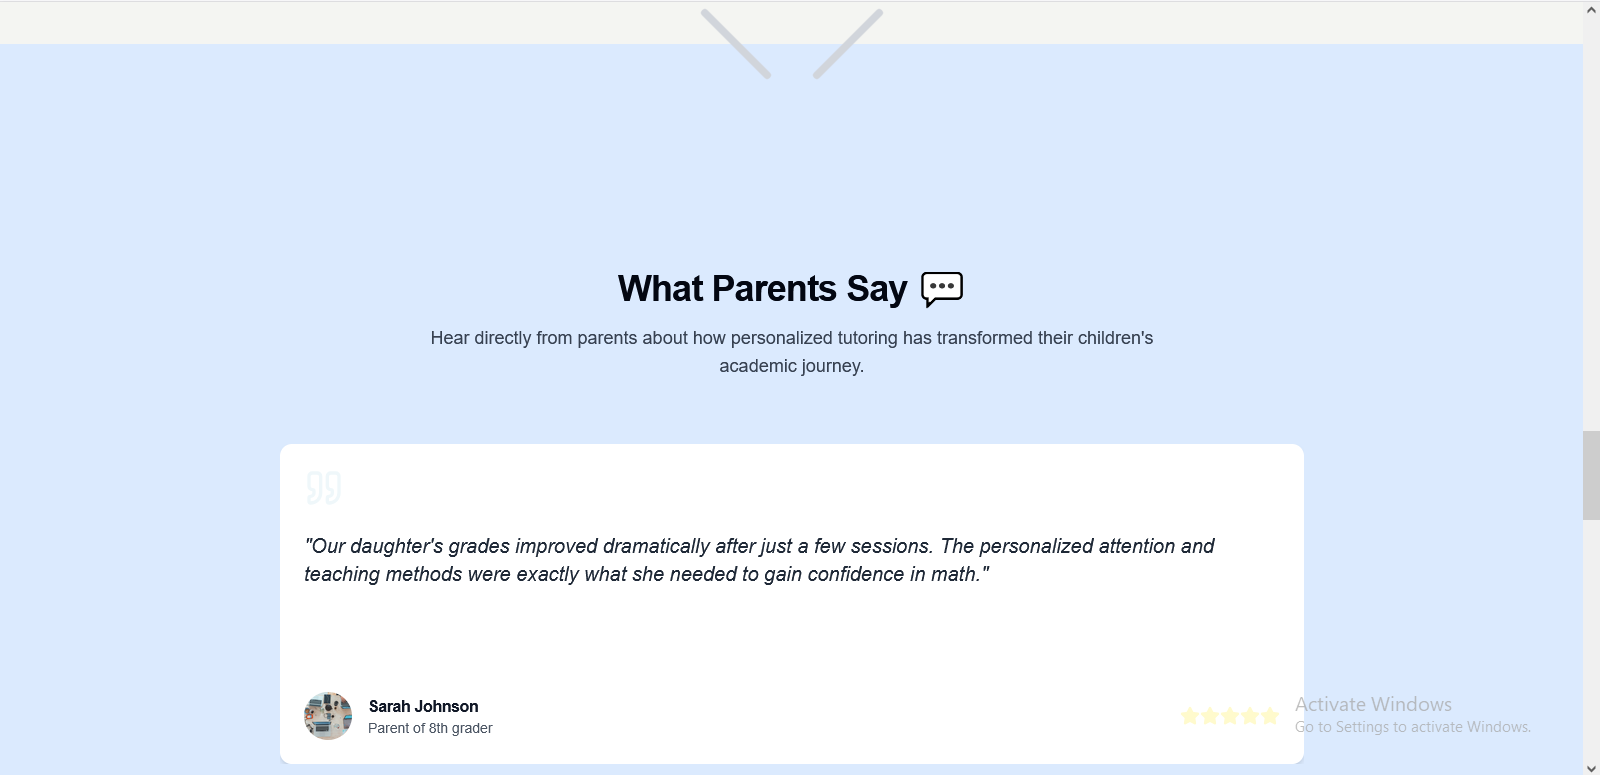 What Parents Say 💬
Hear directly from parents about how personalized tutoring has transformed their children's
academic journey.
"Our daughter's grades improved dramatically after just a few sessions. The personalized attention and
teaching methods were exactly what she needed to gain confidence in math."
Sarah Johnson
Parent of 8th grader
Activate Windows
Go to Settings to activate Windows.